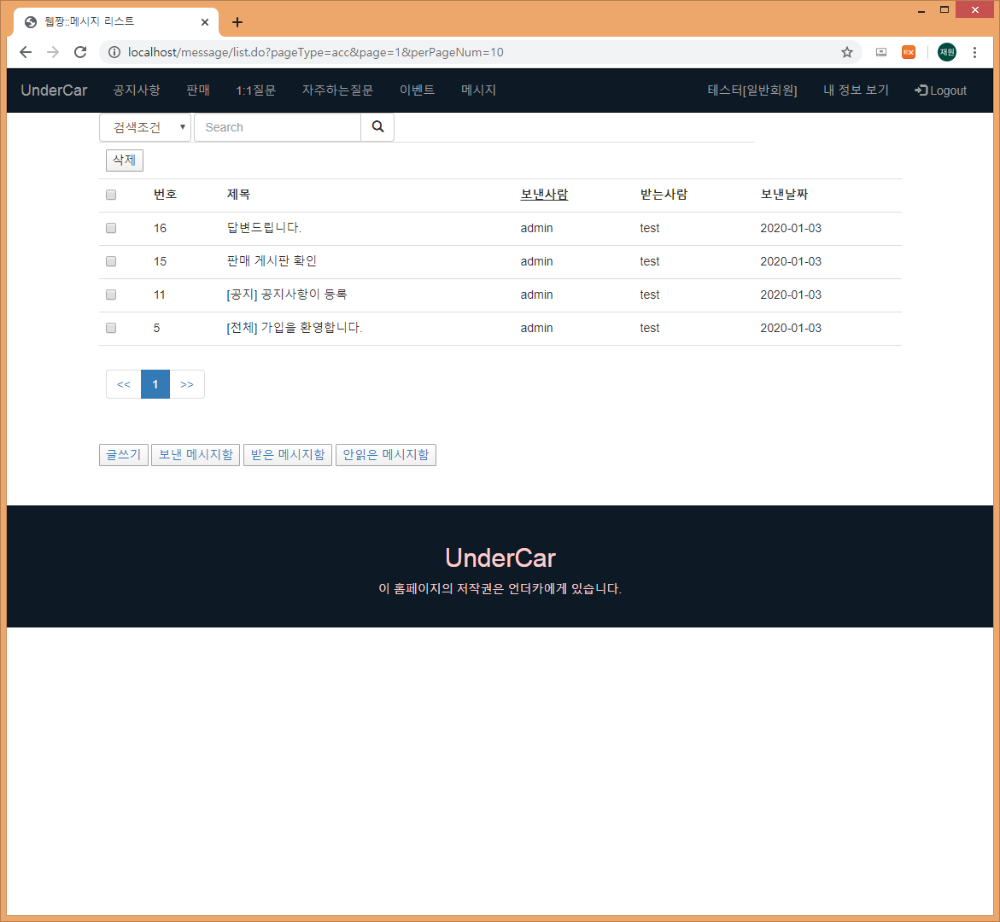 웹짱::메시지 리스트
localhost/message/list.do?pageType=acc&page=1&perPageNum=10
재원
UnderCar 공지사항 판매 1:1질문 자주하는질문 이벤트 메시지 테스터[일반회원] 내 정보 보기 Logout
검색조건 Search
삭제
번호 제목 보낸사람 받는사람 보낸날짜
16 답변드립니다. admin test 2020-01-03
15 판매 게시판 확인 admin test 2020-01-03
11 [공지] 공지사항이 등록 admin test 2020-01-03
5 [전체] 가입을 환영합니다. admin test 2020-01-03
<< 1 >>
글쓰기 보낸 메시지함 받은 메시지함 안읽은 메시지함
UnderCar
이 홈페이지의 저작권은 언더카에게 있습니다.